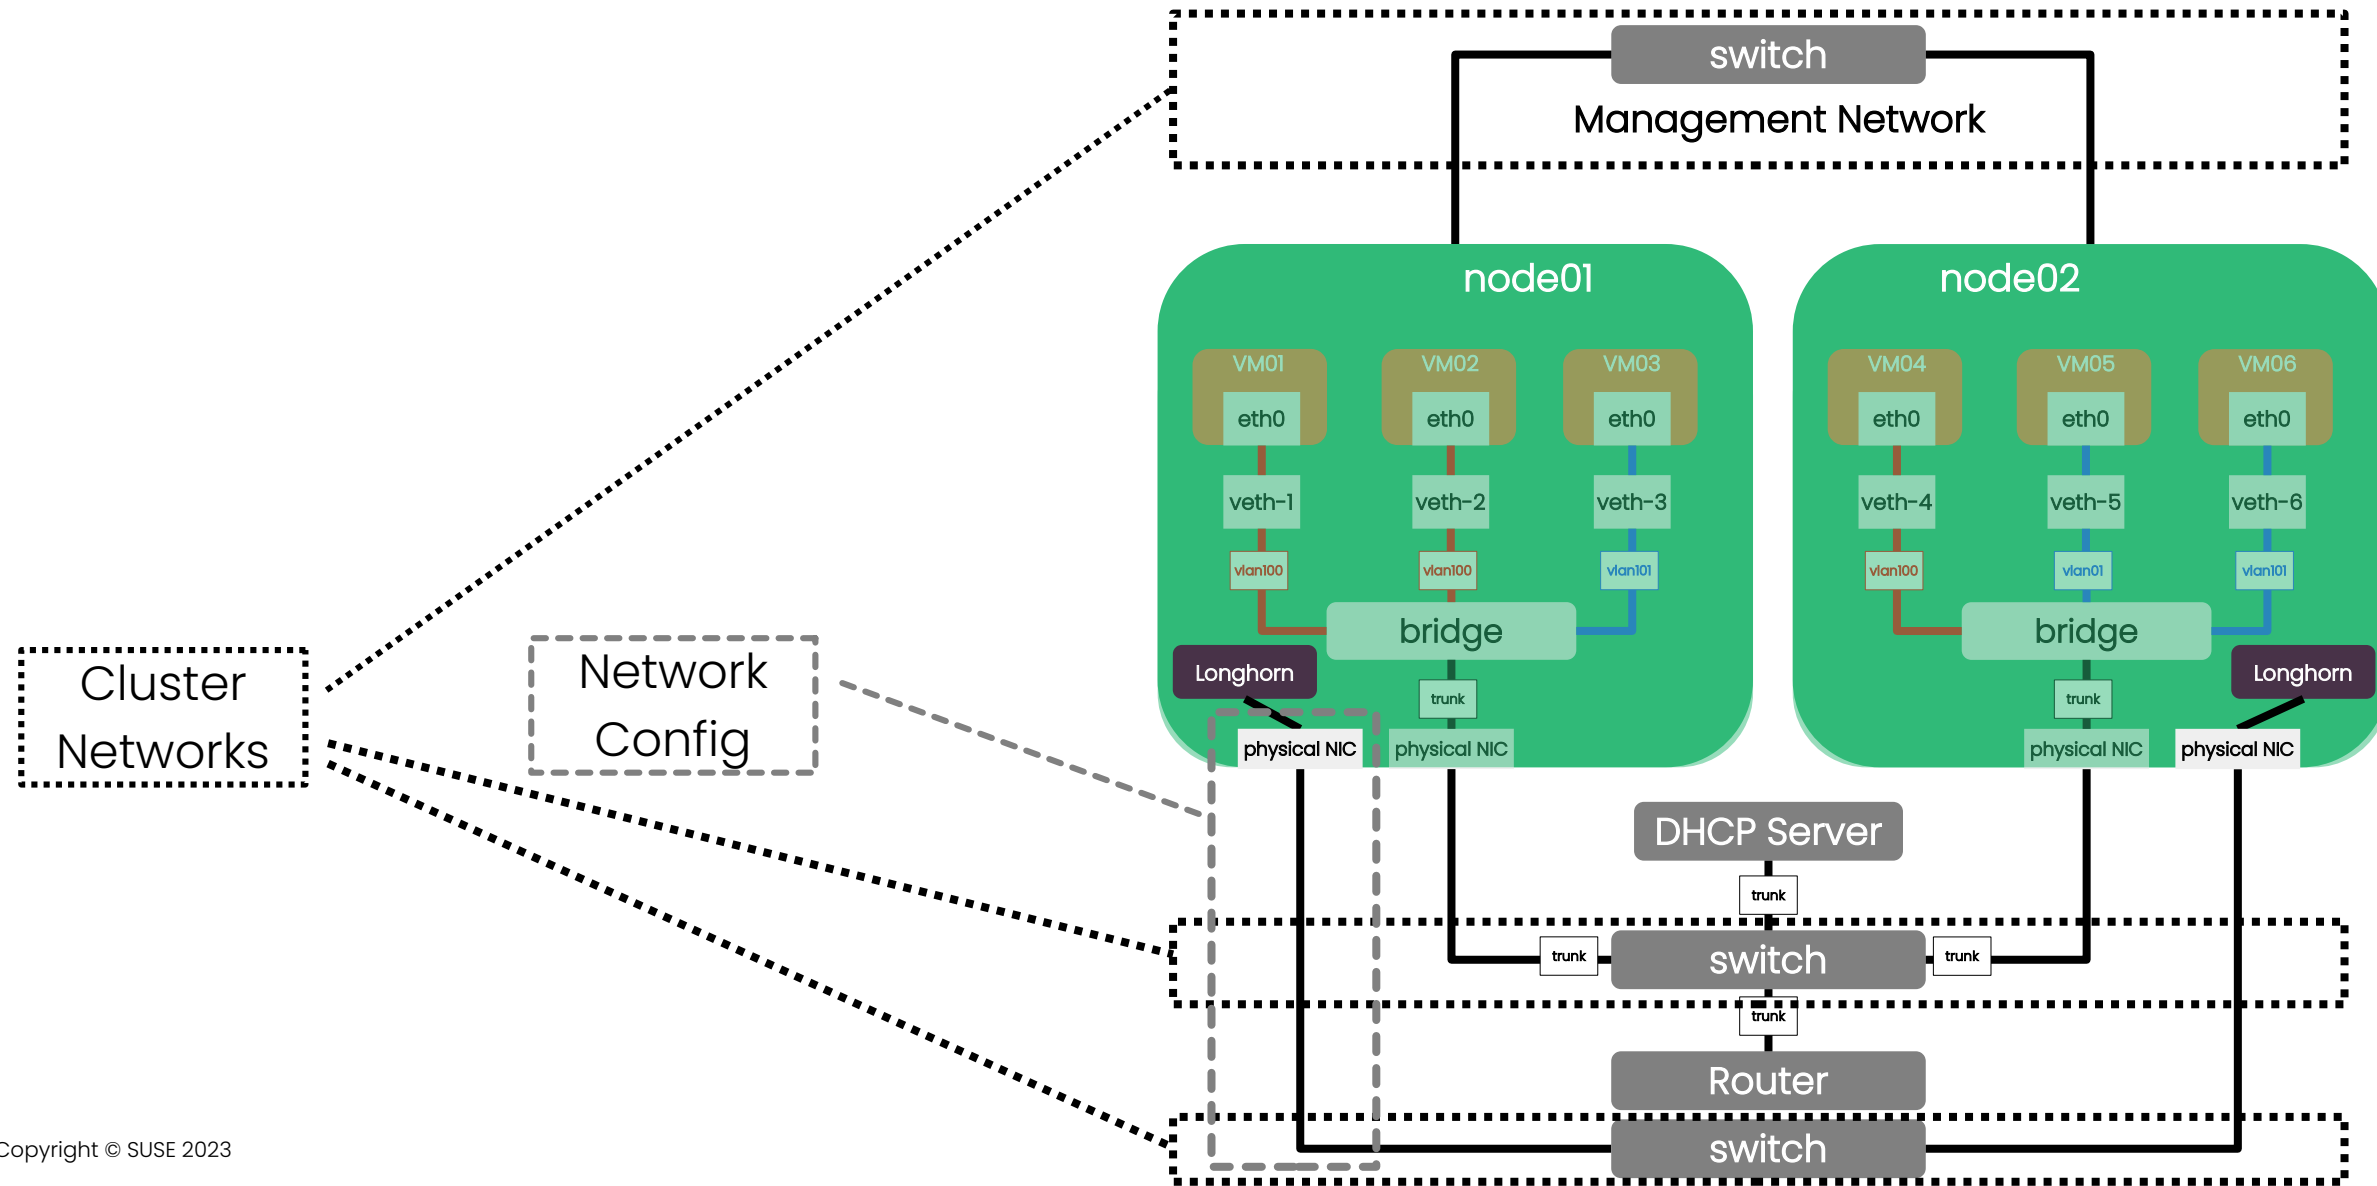 switch
Management Network
node01
node02
VM01
VM02
VM03
VM04
VM05
VM06
eth0
eth0
eth0
eth0
eth0
eth0
veth-1
veth-2
veth-3
veth-4
veth-5
veth-6
vlan100
vlan100
vlan101
vlan100
vlan01
vlan101
bridge
bridge
Cluster
Networks
Network
Config
Longhorn
Longhorn
trunk
trunk
physical NIC
physical NIC
physical NIC
physical NIC
DHCP Server
trunk
trunk
switch
trunk
trunk
Router
switch
Copyright © SUSE 2023